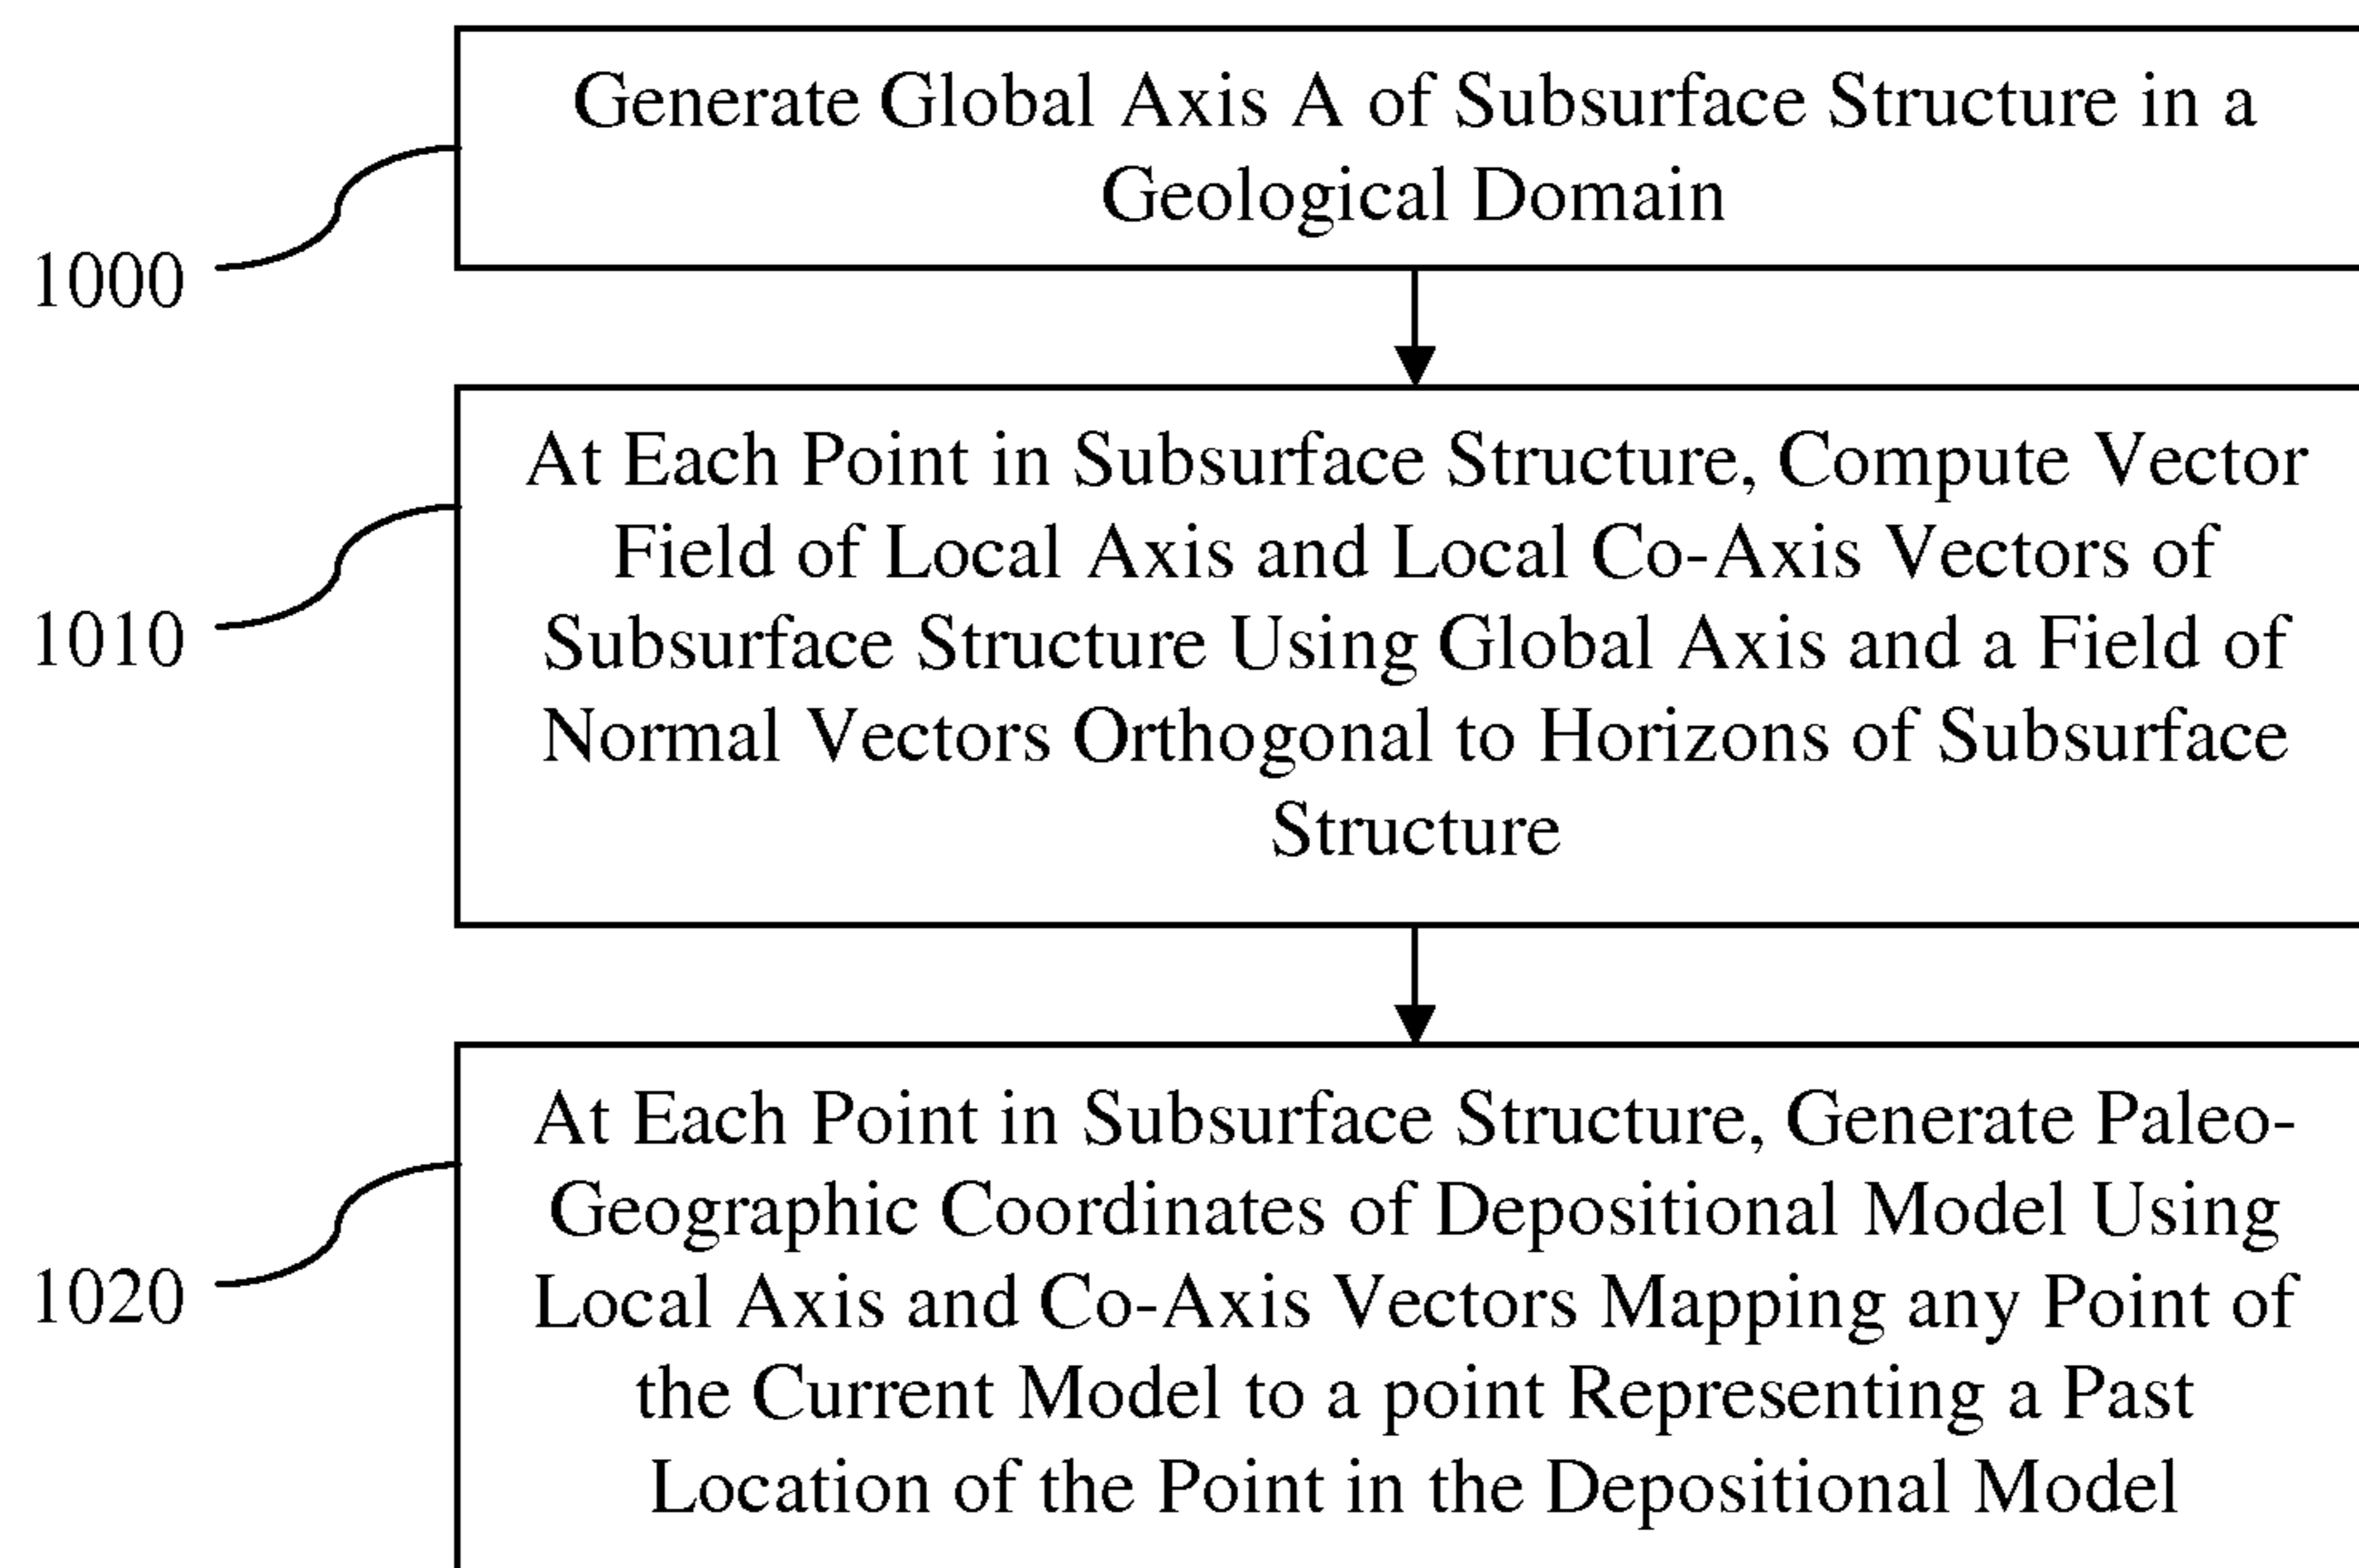 Generate Global Axis A of Subsurface Structure in a
Geological Domain
1000
At Each Point in Subsurface Structure, Compute Vector
Field of Local Axis and Local Co-Axis Vectors of
Subsurface Structure Using Global Axis and a Field of
Normal Vectors Orthogonal to Horizons of Subsurface
Structure
1010
At Each Point in Subsurface Structure, Generate Paleo-
Geographic Coordinates of Depositional Model Using
Local Axis and Co-Axis Vectors Mapping any Point of
the Current Model to a point Representing a Past
Location of the Point in the Depositional Model
1020